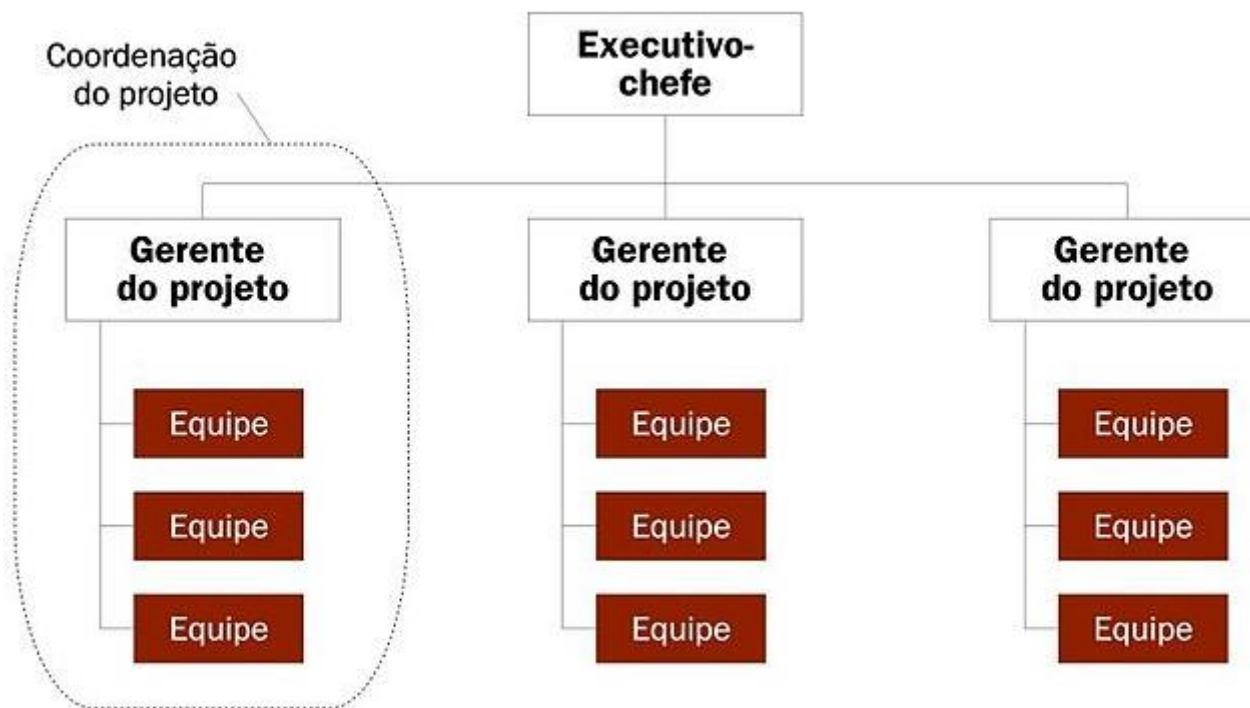 Coordenação
do projeto
Executivo-
chefe
Gerente
do projeto
Gerente
do projeto
Gerente
do projeto
Equipe
Equipe
Equipe
Equipe
Equipe
Equipe
Equipe
Equipe
Equipe